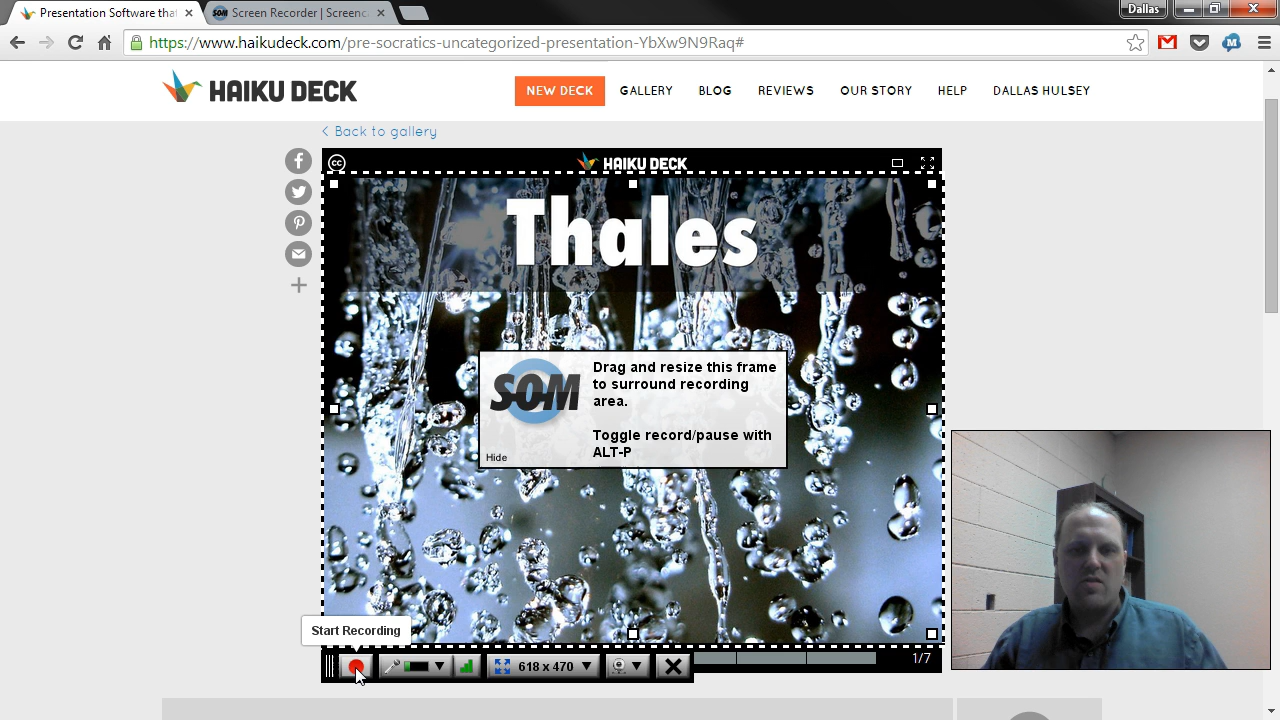 Presentation Software tha
Screen Recorder | Screenc
Dallas
https://www.haikudeck.com/pre-socratics-uncategorized-presentation-YbXw9N9Raq#
HAIKU DECK
NEW DECK
GALLERY
BLOG
REVIEWS
OUR STORY
HELP
DALLAS HULSEY
< Back to gallery
cc
HAIKU DECK
Thales
SOM
Drag and resize this frame
to surround recording
area.
Toggle record/pause with
ALT-P
Hide
Start Recording
618 x 470
1/7